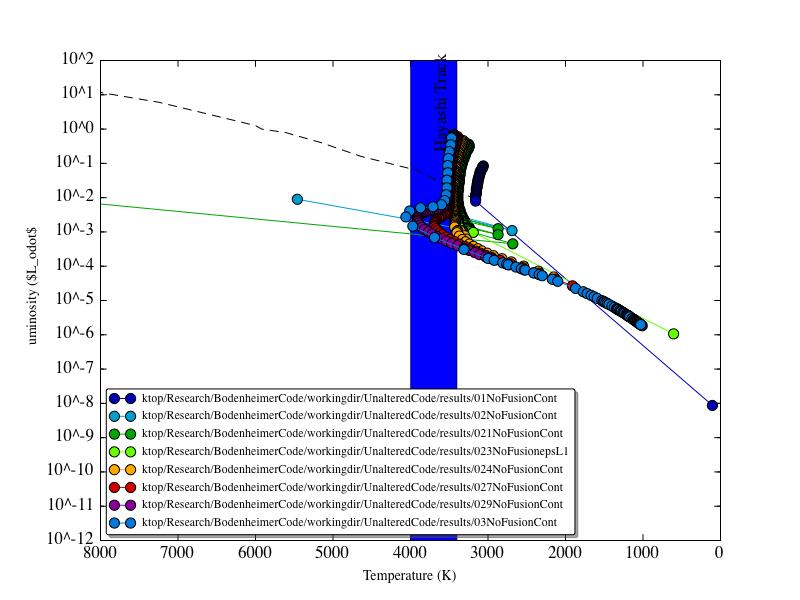 10^2
10^1
10^0
10^-1
10^-2
10^-3
10^-4
10^-5
10^-6
10^-7
10^-8
10^-9
10^-10
10^-11
10^-12
uminosity ($L_odot$
Hayashi Track
ktop/Research/BodenheimerCode/workingdir/UnalteredCode/results/01NoFusionCont
ktop/Research/BodenheimerCode/workingdir/UnalteredCode/results/02NoFusionCont
ktop/Research/BodenheimerCode/workingdir/UnalteredCode/results/021NoFusionCont
ktop/Research/BodenheimerCode/workingdir/UnalteredCode/results/023NoFusionepsL1
ktop/Research/BodenheimerCode/workingdir/UnalteredCode/results/024NoFusionCont
ktop/Research/BodenheimerCode/workingdir/UnalteredCode/results/027NoFusionCont
ktop/Research/BodenheimerCode/workingdir/UnalteredCode/results/029NoFusionCont
ktop/Research/BodenheimerCode/workingdir/UnalteredCode/results/03NoFusionCont
8000 7000 6000 5000 4000 3000 2000 1000 0
Temperature (K)